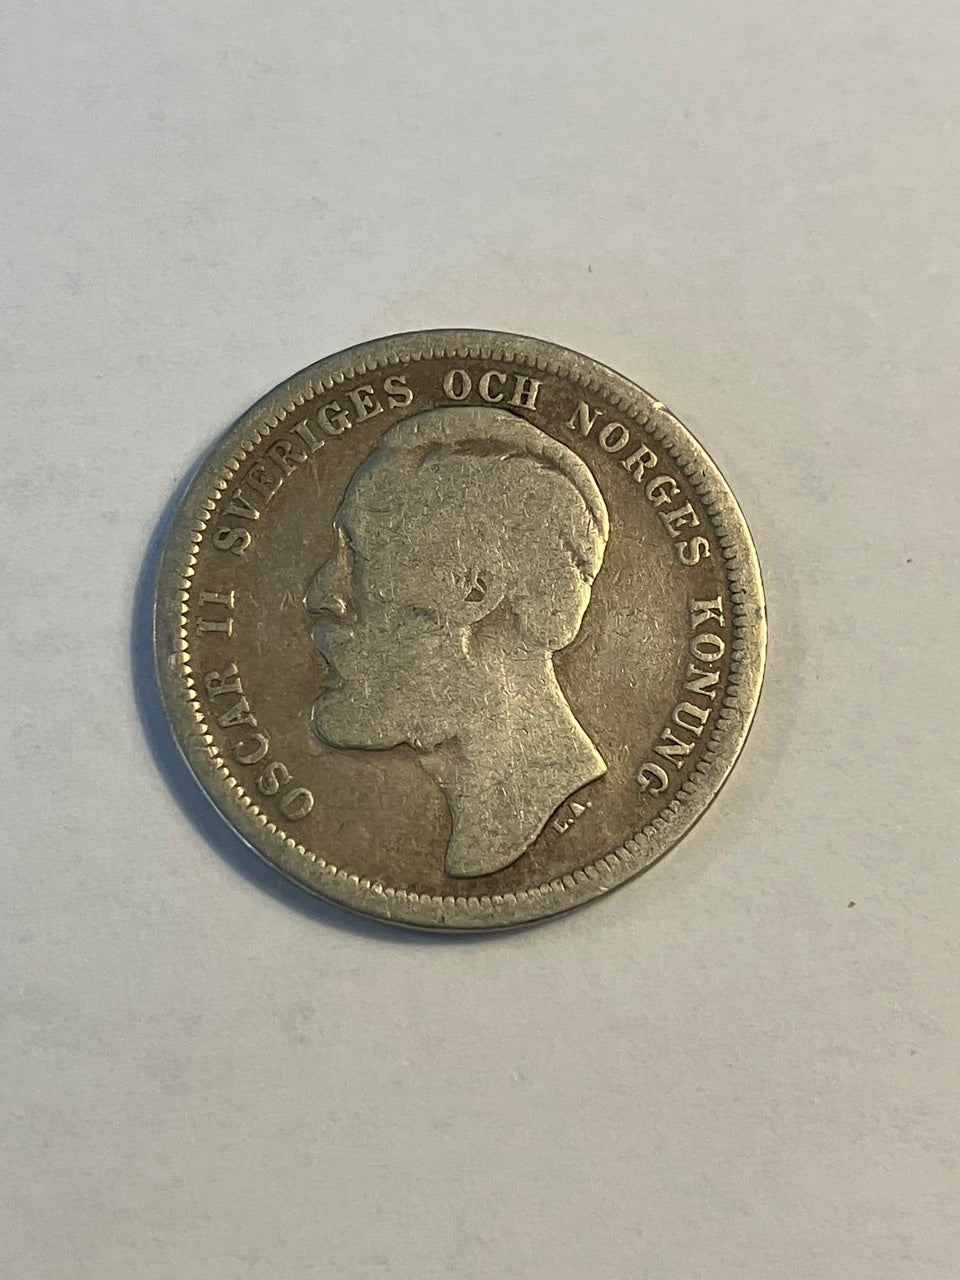 OSCAR II SVERIGES OCH NORGES KONUNG
L.A.